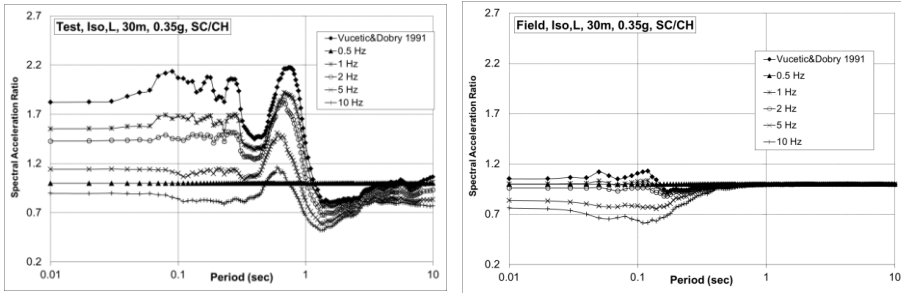 Test, Iso,L, 30m, 0.35g, SC/CH
Spectral Acceleration Ratio
2.7
2.2
1.7
1.2
0.7
0.2
Vucetic&Dobry 1991
0.5 Hz
1 Hz
2 Hz
5 Hz
10 Hz
0.01
0.1
1
10
Period (sec)
Field, Iso,L, 30m, 0.35g, SC/CH
Spectral Acceleration Ratio
2.7
2.2
1.7
1.2
0.7
0.2
Vucetic&Dobry 1991
0.5 Hz
1 Hz
2 Hz
5 Hz
10 Hz
0.01
0.1
1
10
Period (sec)